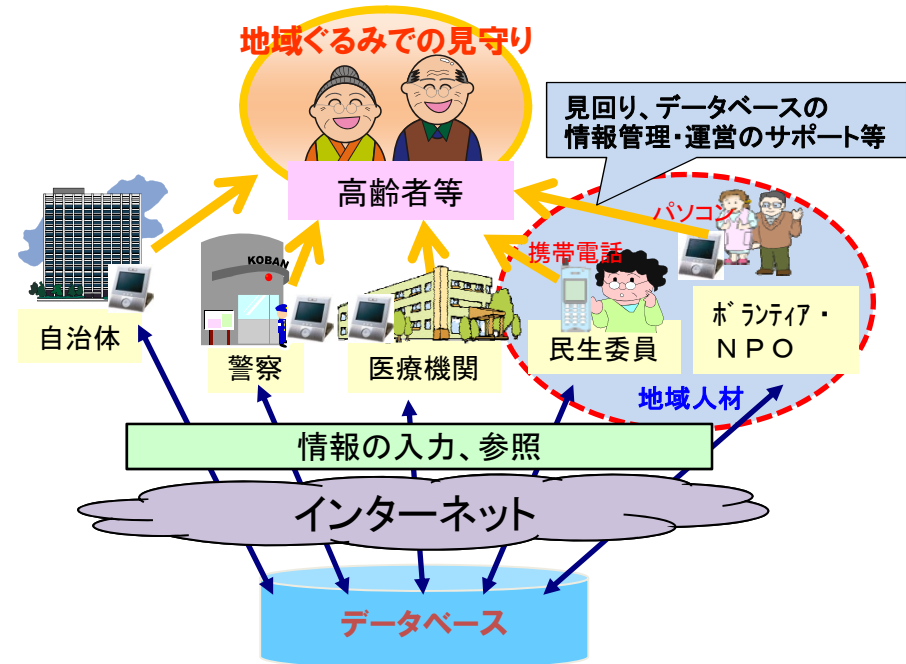 地域ぐるみでの見守り
見回り、データベースの
情報管理・運営のサポート等
高齢者等
パソコン
携帯電話
KOBAN
自治体
警察
医療機関
民生委員
ﾎﾞﾗﾝﾃｨｱ・
ＮＰＯ
地域人材
情報の入力、参照
インターネット
データベース